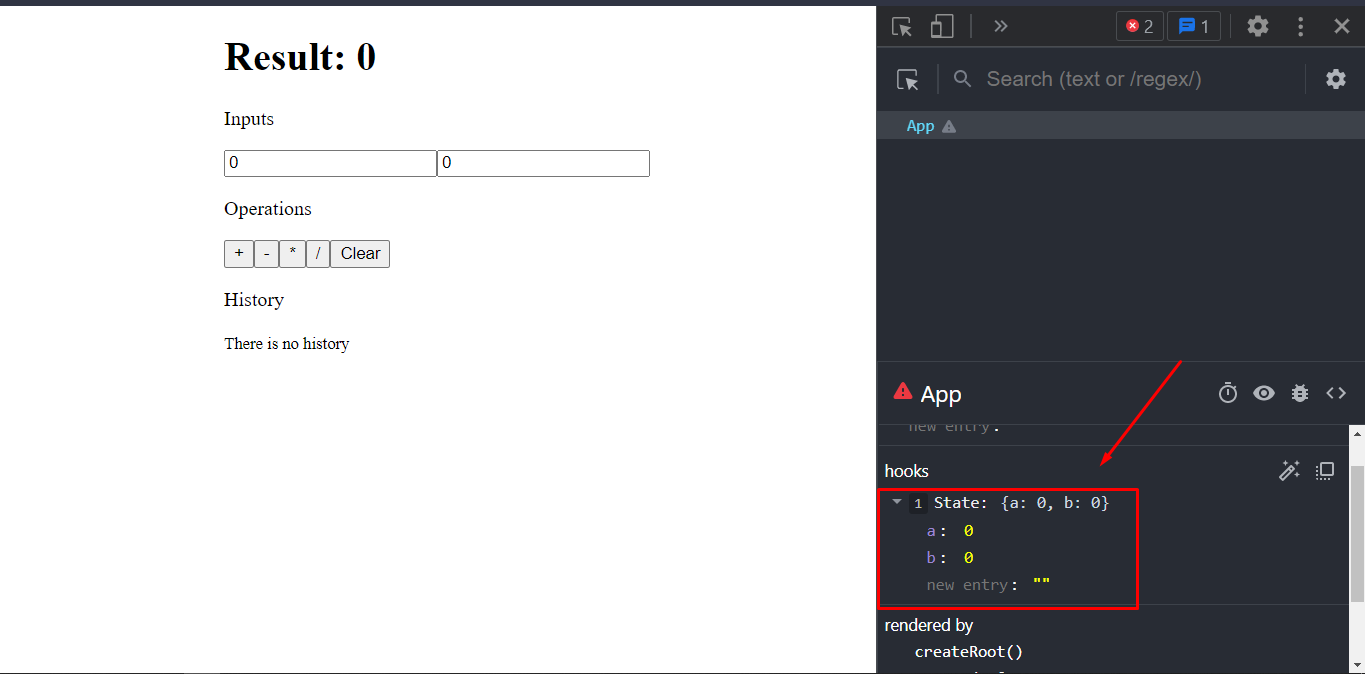 Result: 0
Inputs
0 0
Operations
+ - * / Clear
History
There is no history
2 1
Search (text or /regex/)
App
App
new entry:
hooks
1 State: {a: 0, b: 0}
a: 0
b: 0
new entry: ""
rendered by
createRoot()